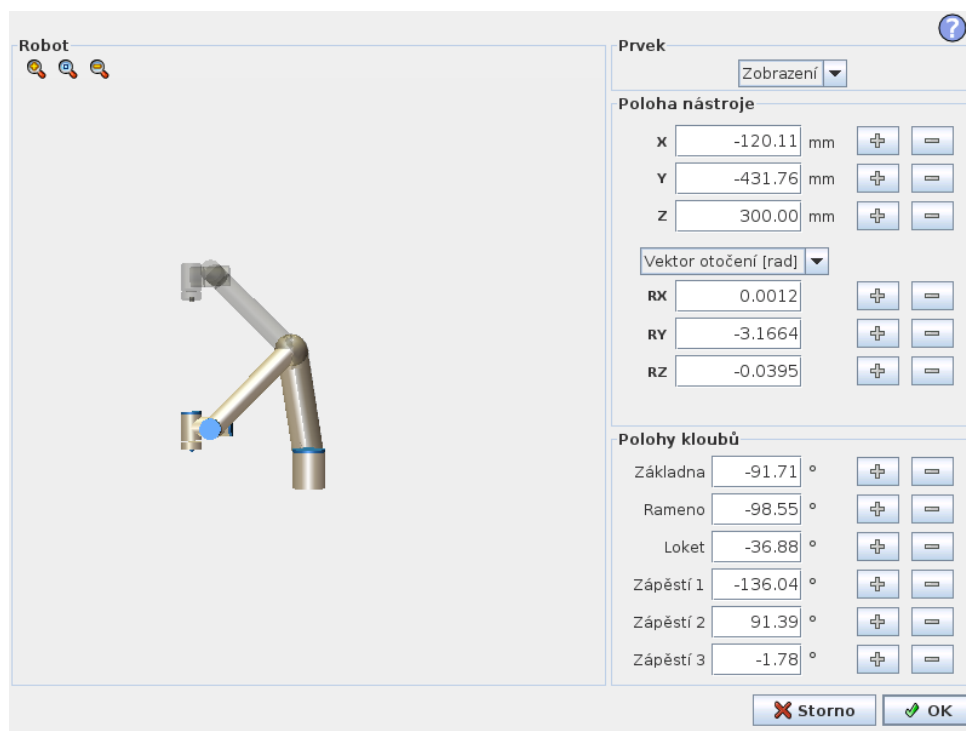 Robot
Prvek
Zobrazení
Poloha nástroje
X -120.11 mm
Y -431.76 mm
Z 300.00 mm
Vektor otočení [rad]
RX 0.0012
RY -3.1664
RZ -0.0395
Polohy kloubů
Základna -91.71 °
Rameno -98.55 °
Loket -36.88 °
Zápěstí 1 -136.04 °
Zápěstí 2 91.39 °
Zápěstí 3 -1.78 °
Storno OK